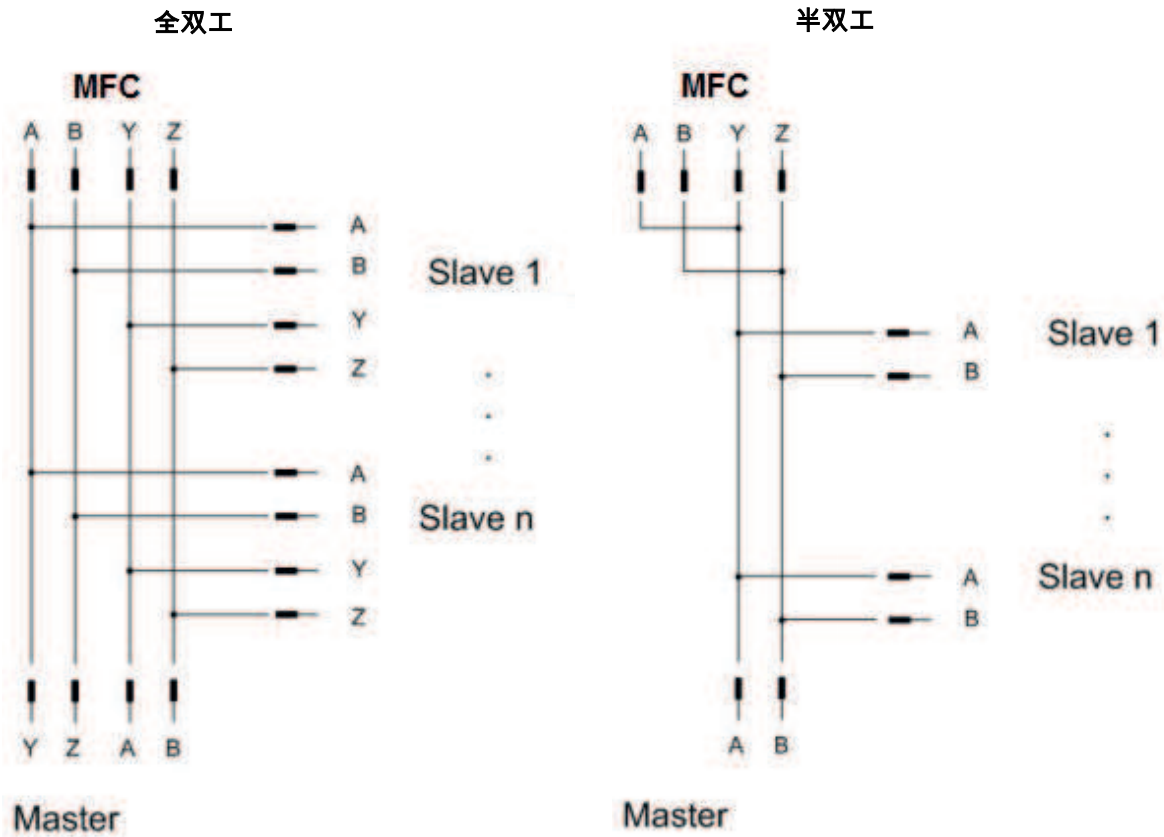 全双工
MFC
A B Y Z
A
B
Slave 1
Y
Z
A
B
Slave n
Y
Z
Y Z A B
Master
半双工
MFC
A B Y Z
A
Slave 1
B
A
Slave n
B
A B
Master